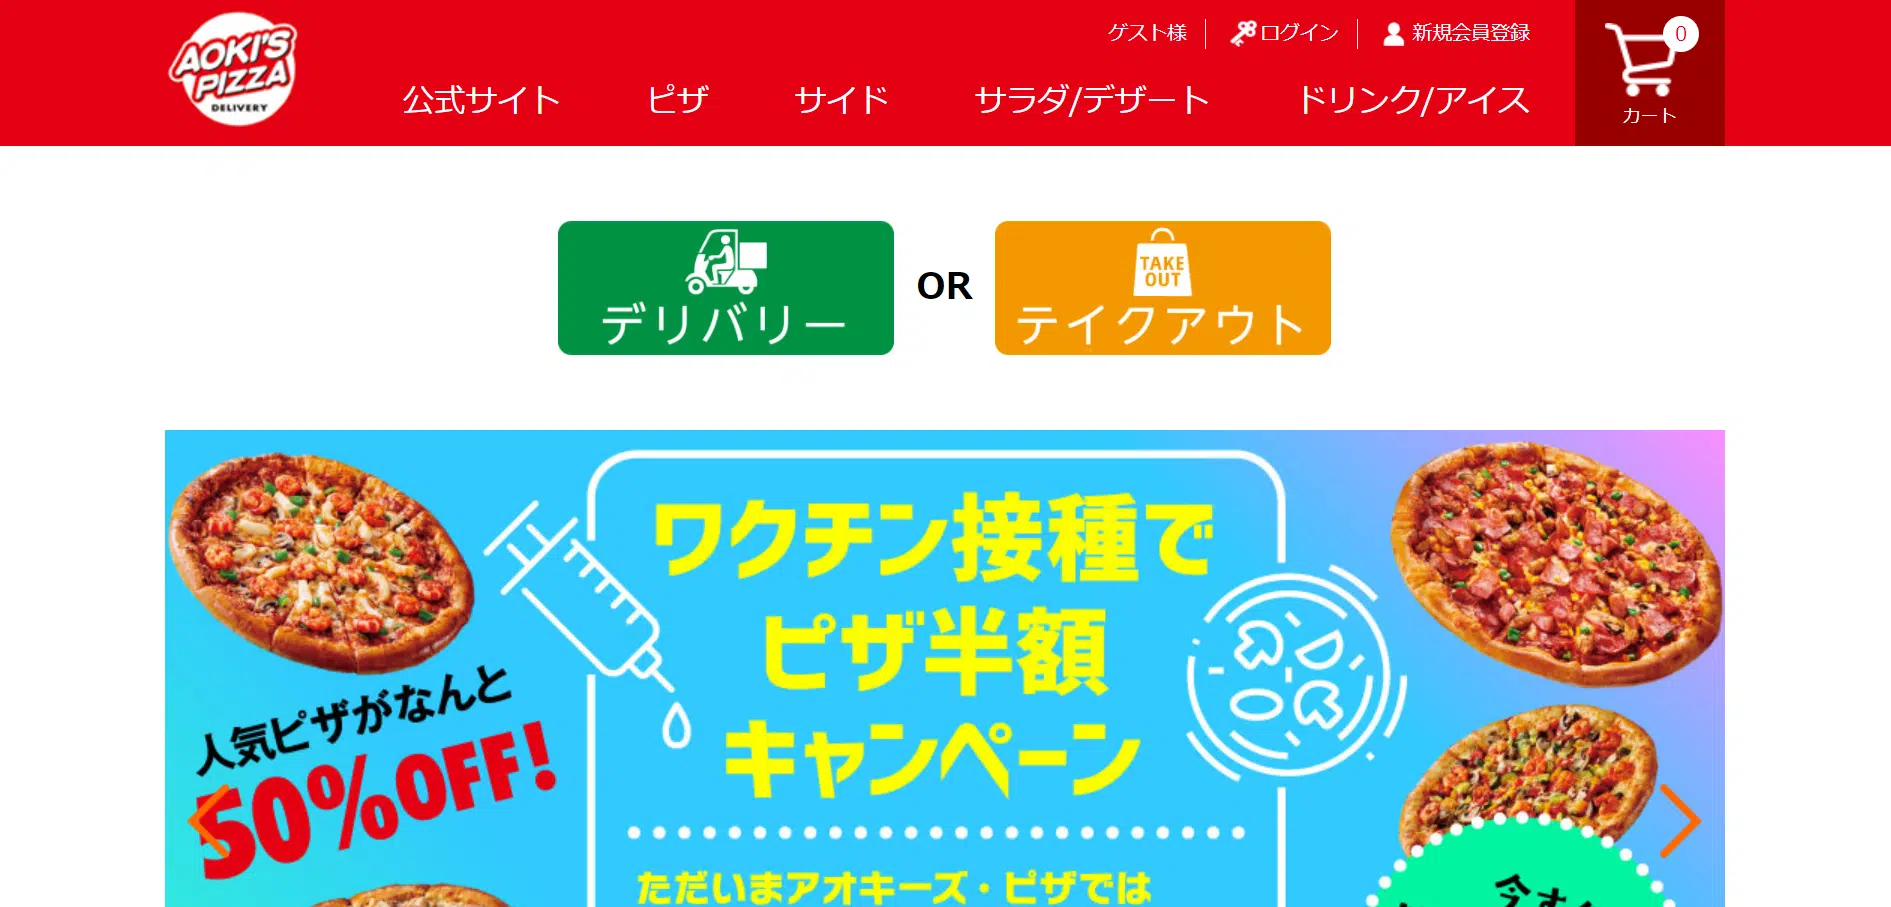 AOKI'S
PIZZA
DELIVERY
ゲスト様
ログイン
新規会員登録
0
カート
公式サイト
ピザ
サイド
サラダ/デザート
ドリンク/アイス
デリバリー
OR
TAKE
OUT
テイクアウト
ワクチン接種で
ピザ半額
キャンペーン
人気ピザがなんと
50%OFF!
ただいまアオキーズ・ピザでは
今す